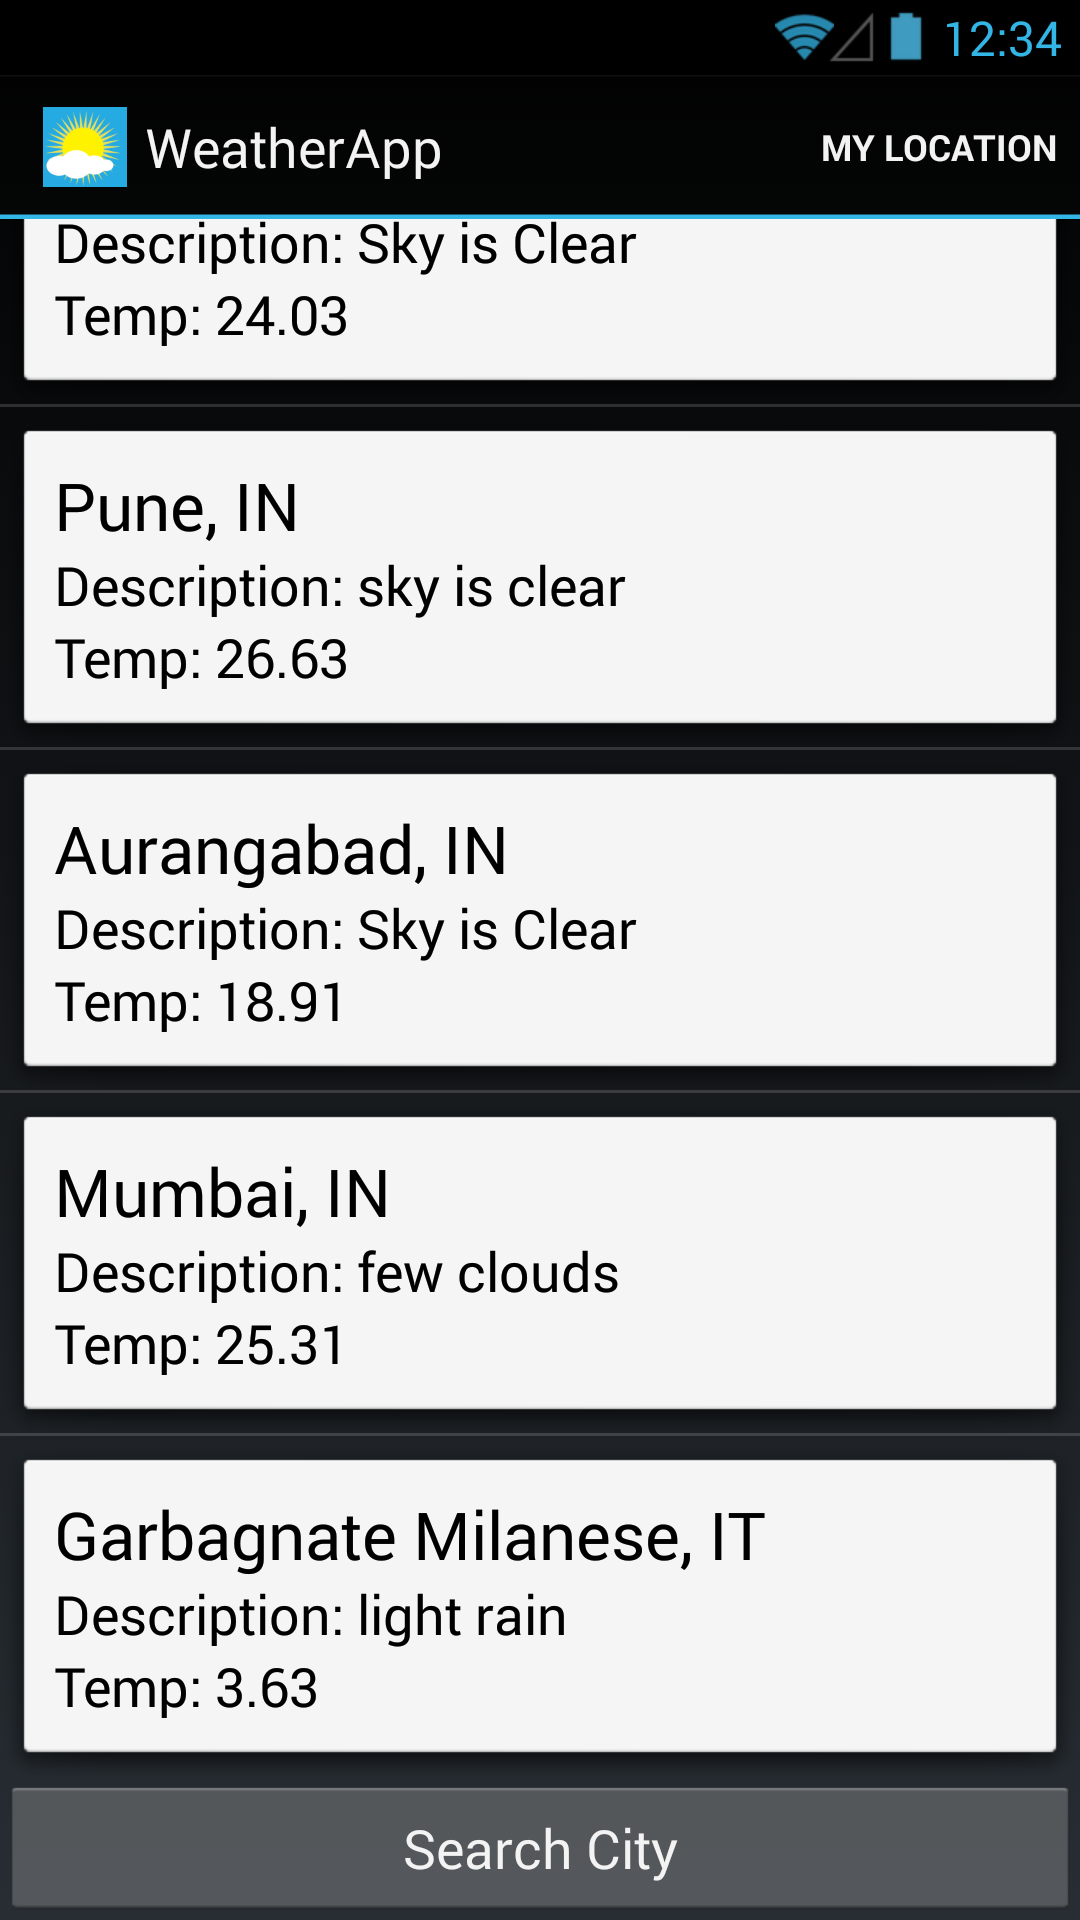 12:34
WeatherApp MY LOCATION
Description: Sky is Clear
Temp: 24.03
Pune, IN
Description: sky is clear
Temp: 26.63
Aurangabad, IN
Description: Sky is Clear
Temp: 18.91
Mumbai, IN
Description: few clouds
Temp: 25.31
Garbagnate Milanese, IT
Description: light rain
Temp: 3.63
Search City